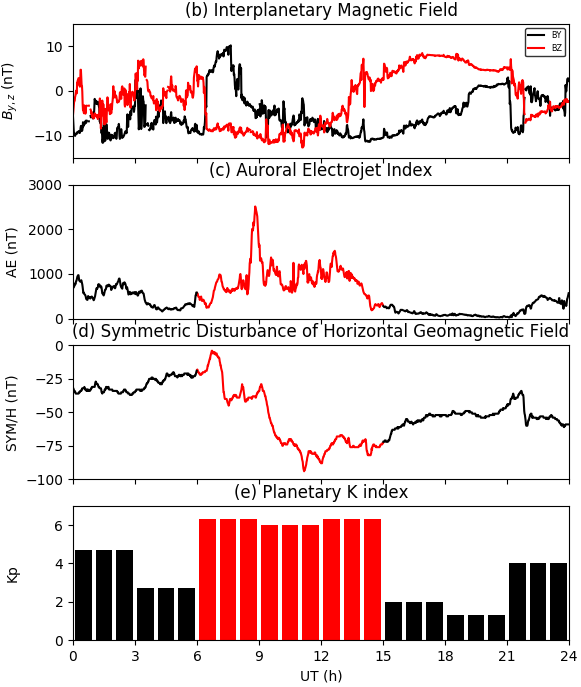 (b) Interplanetary Magnetic Field
10
0
−10
B_{y,z} (nT)
BY
BZ
(c) Auroral Electrojet Index
3000
2000
1000
0
AE (nT)
(d) Symmetric Disturbance of Horizontal Geomagnetic Field
0
−25
−50
−75
−100
SYM/H (nT)
(e) Planetary K index
6
4
2
0
Kp
0 3 6 9 12 15 18 21 24
UT (h)